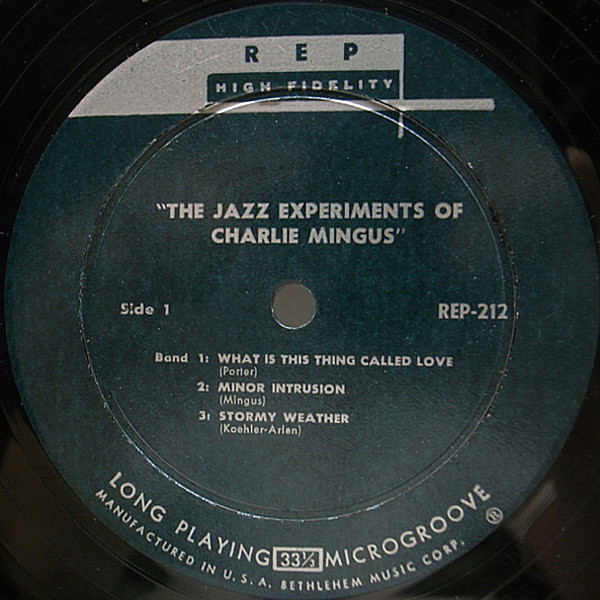 REP
HIGH FIDELITY
"THE JAZZ EXPERIMENTS OF
CHARLIE MINGUS"
Side 1
REP-212
Band 1: WHAT IS THIS THING CALLED LOVE
(Porter)
2: MINOR INTRUSION
(Mingus)
3: STORMY WEATHER
(Koehler-Arlen)
LONG PLAYING 33⅓ MICROGROOVE
MANUFACTURED IN U.S.A. BETHLEHEM MUSIC CORP. ®